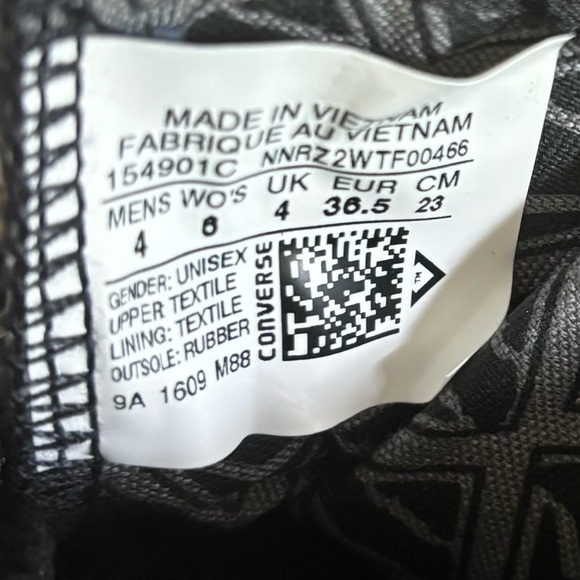 MADE IN VIETNAM
FABRIQUE AU VIETNAM
154901C NNRZ2WTF00466
MENS WO'S UK EUR CM
4 6 4 36.5 23
GENDER: UNISEX
UPPER TEXTILE
LINING: TEXTILE
OUTSOLE: RUBBER
9A 1609 M88
CONVERSE